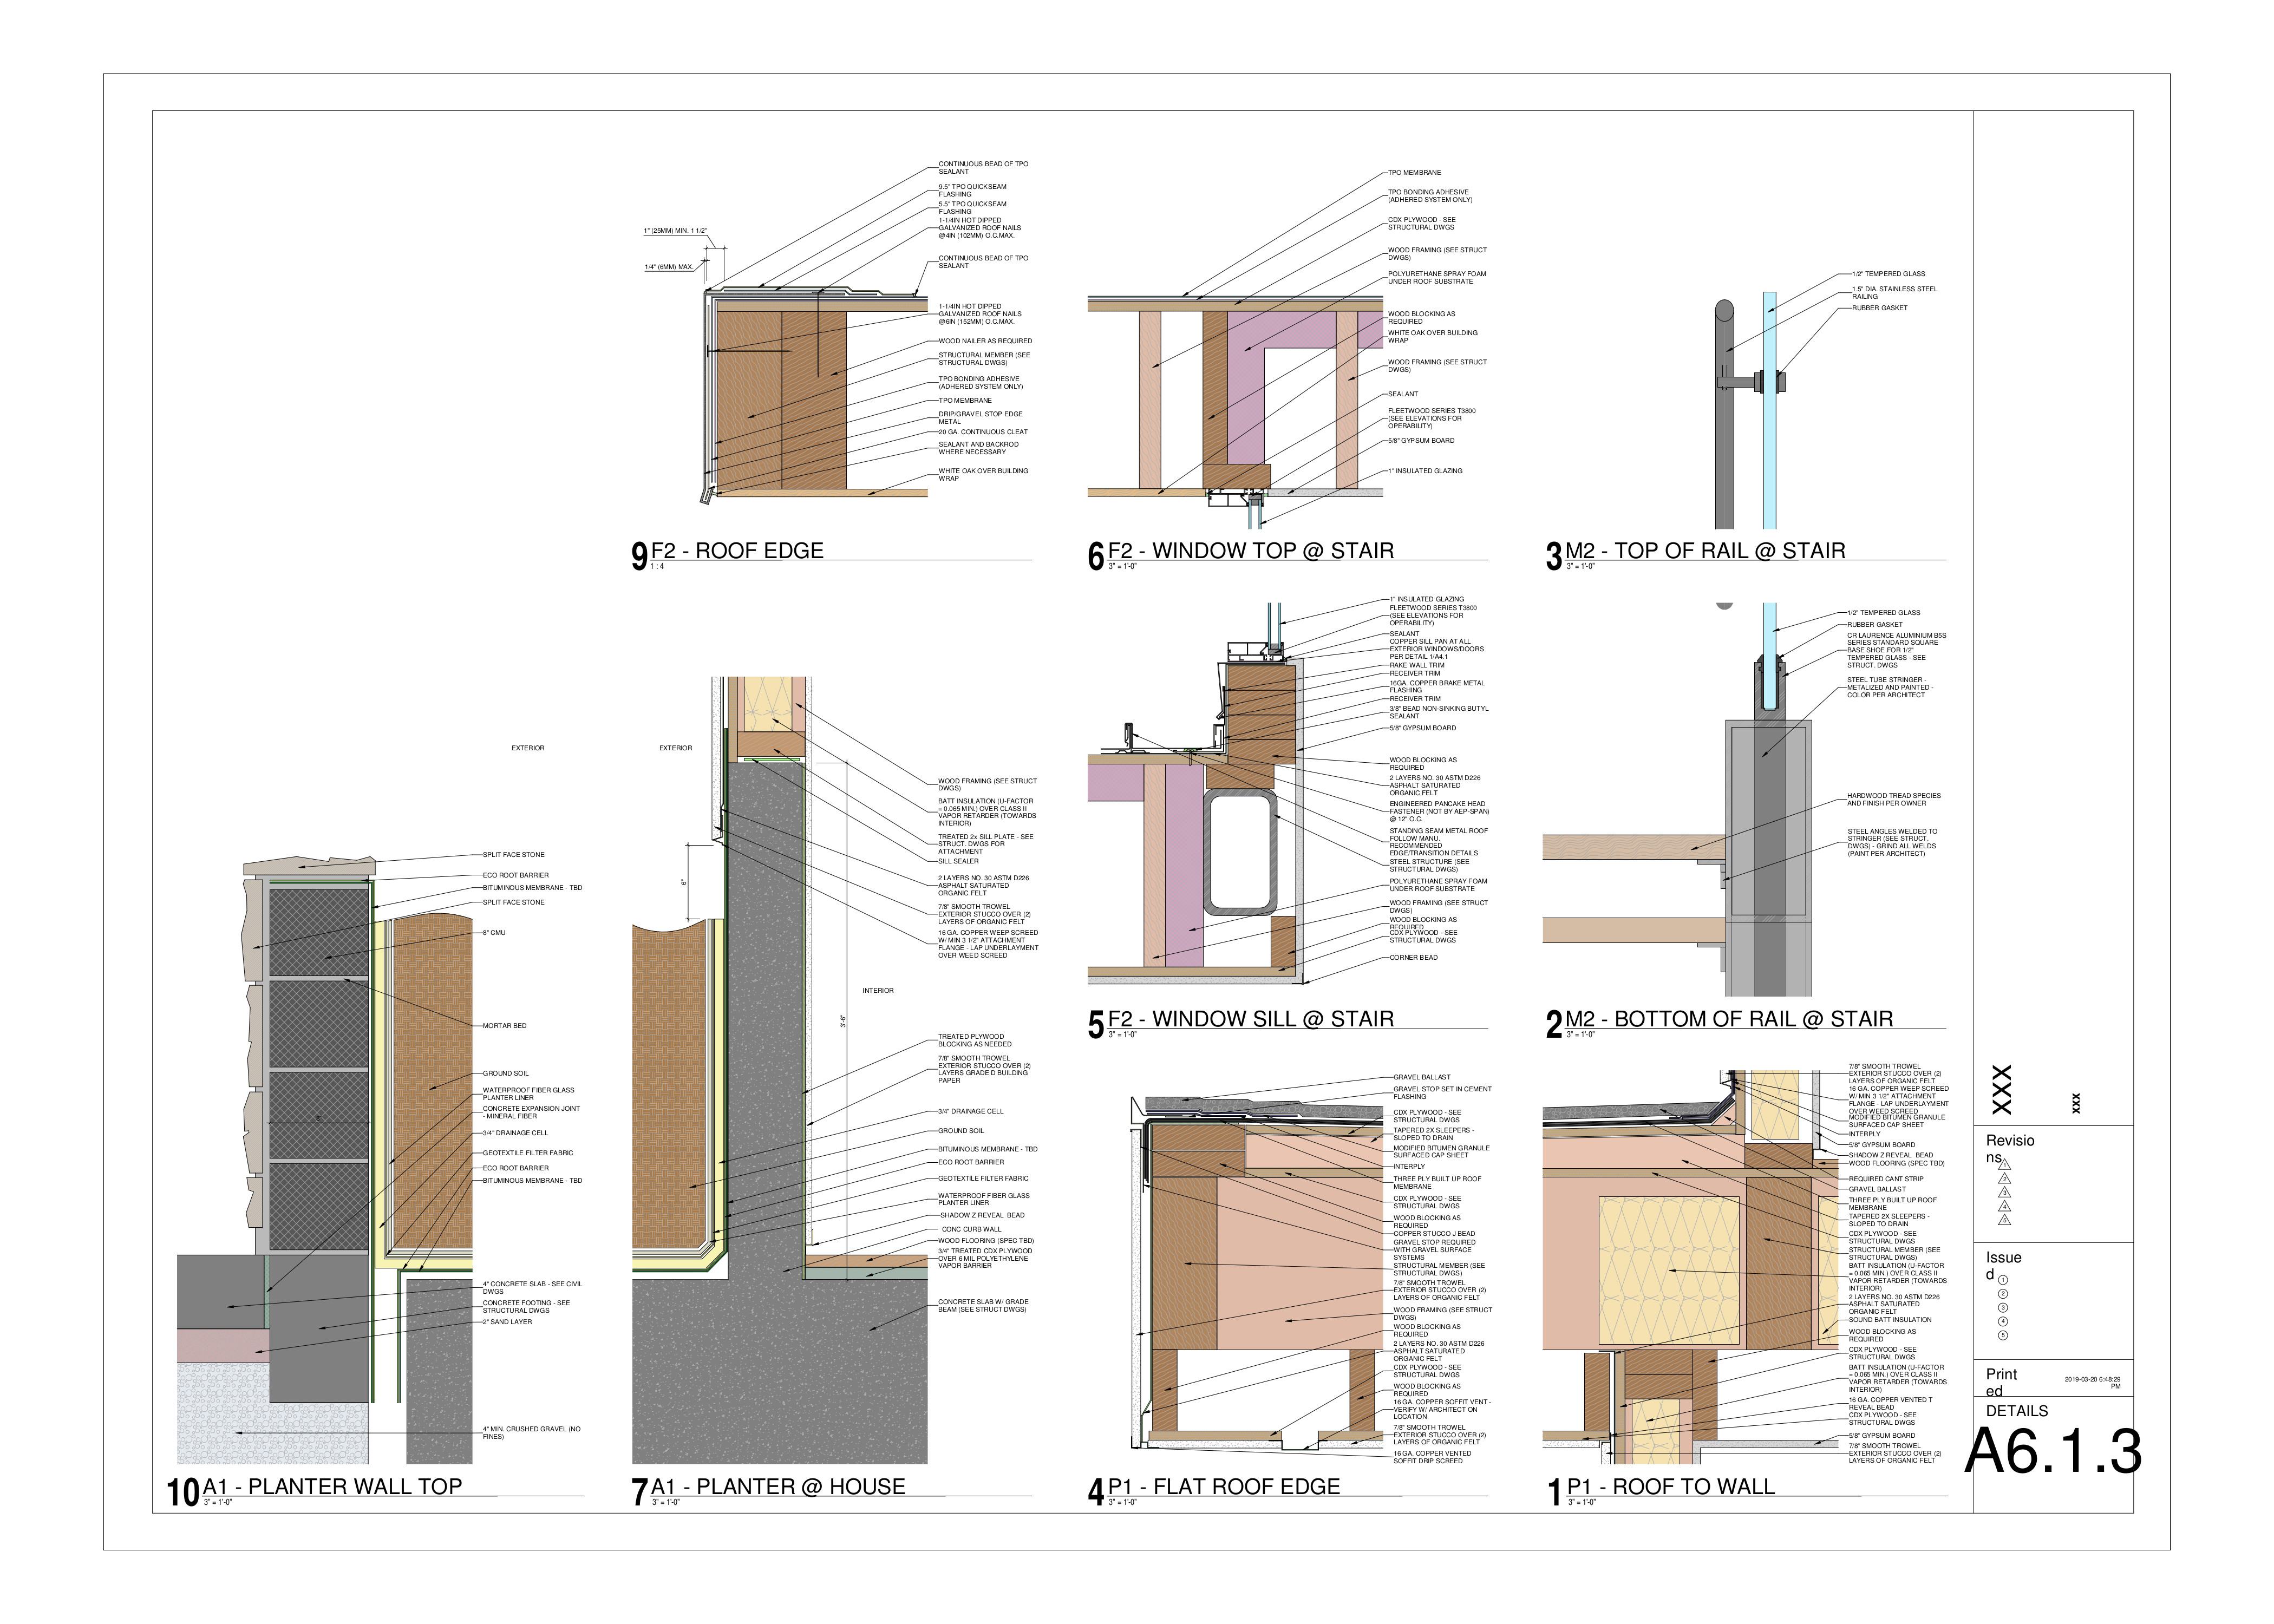 CONTINUOUS BEAD OF TPO
SEALANT
9.5" TPO QUICKSEAM
FLASHING
5.5" TPO QUICKSEAM
FLASHING
1-1/4IN HOT DIPPED
GALVANIZED ROOF NAILS
@4IN (102MM) O.C.MAX.
CONTINUOUS BEAD OF TPO
SEALANT
1" (25MM) MIN. 1 1/2"
1/4" (6MM) MAX.
1-1/4IN HOT DIPPED
GALVANIZED ROOF NAILS
@6IN (152MM) O.C.MAX.
WOOD NAILER AS REQUIRED
STRUCTURAL MEMBER (SEE
STRUCTURAL DWGS)
TPO BONDING ADHESIVE
(ADHERED SYSTEM ONLY)
TPO MEMBRANE
DRIP/GRAVEL STOP EDGE
METAL
20 GA. CONTINUOUS CLEAT
SEALANT AND BACKROD
WHERE NECESSARY
WHITE OAK OVER BUILDING
WRAP
9 F2 - ROOF EDGE
1 : 4
TPO MEMBRANE
TPO BONDING ADHESIVE
(ADHERED SYSTEM ONLY)
CDX PLYWOOD - SEE
STRUCTURAL DWGS
WOOD FRAMING (SEE STRUCT
DWGS)
POLYURETHANE SPRAY FOAM
UNDER ROOF SUBSTRATE
WOOD BLOCKING AS
REQUIRED
WHITE OAK OVER BUILDING
WRAP
WOOD FRAMING (SEE STRUCT
DWGS)
SEALANT
FLEETWOOD SERIES T3800
(SEE ELEVATIONS FOR
OPERABILITY)
5/8" GYPSUM BOARD
1" INSULATED GLAZING
6 F2 - WINDOW TOP @ STAIR
3" = 1'-0"
1/2" TEMPERED GLASS
1.5" DIA. STAINLESS STEEL
RAILING
RUBBER GASKET
3 M2 - TOP OF RAIL @ STAIR
3" = 1'-0"
1" INSULATED GLAZING
FLEETWOOD SERIES T3800
(SEE ELEVATIONS FOR
OPERABILITY)
SEALANT
COPPER SILL PAN AT ALL
EXTERIOR WINDOWS/DOORS
PER DETAIL 1/A4.1
RAKE WALL TRIM
RECEIVER TRIM
16GA. COPPER BRAKE METAL
FLASHING
RECEIVER TRIM
3/8" BEAD NON-SINKING BUTYL
SEALANT
5/8" GYPSUM BOARD
WOOD BLOCKING AS
REQUIRED
2 LAYERS NO. 30 ASTM D226
ASPHALT SATURATED
ORGANIC FELT
ENGINEERED PANCAKE HEAD
FASTENER (NOT BY AEP-SPAN)
@ 12" O.C.
STANDING SEAM METAL ROOF
FOLLOW MANU.
RECOMMENDED
EDGE/TRANSITION DETAILS
STEEL STRUCTURE (SEE
STRUCTURAL DWGS)
POLYURETHANE SPRAY FOAM
UNDER ROOF SUBSTRATE
WOOD FRAMING (SEE STRUCT
DWGS)
WOOD BLOCKING AS
REQUIRED
CDX PLYWOOD - SEE
STRUCTURAL DWGS
CORNER BEAD
5 F2 - WINDOW SILL @ STAIR
3" = 1'-0"
1/2" TEMPERED GLASS
RUBBER GASKET
CR LAURENCE ALUMINIUM B5S
SERIES STANDARD SQUARE
BASE SHOE FOR 1/2"
TEMPERED GLASS - SEE
STRUCT. DWGS
STEEL TUBE STRINGER -
METALIZED AND PAINTED -
COLOR PER ARCHITECT
HARDWOOD TREAD SPECIES
AND FINISH PER OWNER
STEEL ANGLES WELDED TO
STRINGER (SEE STRUCT.
DWGS) - GRIND ALL WELDS
(PAINT PER ARCHITECT)
2 M2 - BOTTOM OF RAIL @ STAIR
3" = 1'-0"
EXTERIOR
SPLIT FACE STONE
ECO ROOT BARRIER
BITUMINOUS MEMBRANE - TBD
SPLIT FACE STONE
8" CMU
MORTAR BED
GROUND SOIL
WATERPROOF FIBER GLASS
PLANTER LINER
CONCRETE EXPANSION JOINT
- MINERAL FIBER
3/4" DRAINAGE CELL
GEOTEXTILE FILTER FABRIC
ECO ROOT BARRIER
BITUMINOUS MEMBRANE - TBD
4" CONCRETE SLAB - SEE CIVIL
DWGS
CONCRETE FOOTING - SEE
STRUCTURAL DWGS
2" SAND LAYER
4" MIN. CRUSHED GRAVEL (NO
FINES)
10 A1 - PLANTER WALL TOP
3" = 1'-0"
EXTERIOR
6"
3'-6"
INTERIOR
WOOD FRAMING (SEE STRUCT
DWGS)
BATT INSULATION (U-FACTOR
= 0.065 MIN.) OVER CLASS II
VAPOR RETARDER (TOWARDS
INTERIOR)
TREATED 2x SILL PLATE - SEE
STRUCT. DWGS FOR
ATTACHMENT
SILL SEALER
2 LAYERS NO. 30 ASTM D226
ASPHALT SATURATED
ORGANIC FELT
7/8" SMOOTH TROWEL
EXTERIOR STUCCO OVER (2)
LAYERS OF ORGANIC FELT
16 GA. COPPER WEEP SCREED
W/ MIN 3 1/2" ATTACHMENT
FLANGE - LAP UNDERLAYMENT
OVER WEED SCREED
TREATED PLYWOOD
BLOCKING AS NEEDED
7/8" SMOOTH TROWEL
EXTERIOR STUCCO OVER (2)
LAYERS GRADE D BUILDING
PAPER
3/4" DRAINAGE CELL
GROUND SOIL
BITUMINOUS MEMBRANE - TBD
ECO ROOT BARRIER
GEOTEXTILE FILTER FABRIC
WATERPROOF FIBER GLASS
PLANTER LINER
SHADOW Z REVEAL BEAD
CONC CURB WALL
WOOD FLOORING (SPEC TBD)
3/4" TREATED CDX PLYWOOD
OVER 6 MIL POLYETHYLENE
VAPOR BARRIER
CONCRETE SLAB W/ GRADE
BEAM (SEE STRUCT DWGS)
7 A1 - PLANTER @ HOUSE
3" = 1'-0"
GRAVEL BALLAST
GRAVEL STOP SET IN CEMENT
FLASHING
CDX PLYWOOD - SEE
STRUCTURAL DWGS
TAPERED 2X SLEEPERS -
SLOPED TO DRAIN
MODIFIED BITUMEN GRANULE
SURFACED CAP SHEET
INTERPLY
THREE PLY BUILT UP ROOF
MEMBRANE
CDX PLYWOOD - SEE
STRUCTURAL DWGS
WOOD BLOCKING AS
REQUIRED
COPPER STUCCO J BEAD
GRAVEL STOP REQUIRED
WITH GRAVEL SURFACE
SYSTEMS
STRUCTURAL MEMBER (SEE
STRUCTURAL DWGS)
7/8" SMOOTH TROWEL
EXTERIOR STUCCO OVER (2)
LAYERS OF ORGANIC FELT
WOOD FRAMING (SEE STRUCT
DWGS)
WOOD BLOCKING AS
REQUIRED
2 LAYERS NO. 30 ASTM D226
ASPHALT SATURATED
ORGANIC FELT
CDX PLYWOOD - SEE
STRUCTURAL DWGS
WOOD BLOCKING AS
REQUIRED
16 GA. COPPER SOFFIT VENT -
VERIFY W/ ARCHITECT ON
LOCATION
7/8" SMOOTH TROWEL
EXTERIOR STUCCO OVER (2)
LAYERS OF ORGANIC FELT
16 GA. COPPER VENTED
SOFFIT DRIP SCREED
4 P1 - FLAT ROOF EDGE
3" = 1'-0"
7/8" SMOOTH TROWEL
EXTERIOR STUCCO OVER (2)
LAYERS OF ORGANIC FELT
16 GA. COPPER WEEP SCREED
W/ MIN 3 1/2" ATTACHMENT
FLANGE - LAP UNDERLAYMENT
OVER WEED SCREED
MODIFIED BITUMEN GRANULE
SURFACED CAP SHEET
INTERPLY
5/8" GYPSUM BOARD
SHADOW Z REVEAL BEAD
WOOD FLOORING (SPEC TBD)
REQUIRED CANT STRIP
GRAVEL BALLAST
THREE PLY BUILT UP ROOF
MEMBRANE
TAPERED 2X SLEEPERS -
SLOPED TO DRAIN
CDX PLYWOOD - SEE
STRUCTURAL DWGS
STRUCTURAL MEMBER (SEE
STRUCTURAL DWGS)
BATT INSULATION (U-FACTOR
= 0.065 MIN.) OVER CLASS II
VAPOR RETARDER (TOWARDS
INTERIOR)
2 LAYERS NO. 30 ASTM D226
ASPHALT SATURATED
ORGANIC FELT
SOUND BATT INSULATION
WOOD BLOCKING AS
REQUIRED
CDX PLYWOOD - SEE
STRUCTURAL DWGS
BATT INSULATION (U-FACTOR
= 0.065 MIN.) OVER CLASS II
VAPOR RETARDER (TOWARDS
INTERIOR)
16 GA. COPPER VENTED T
REVEAL BEAD
CDX PLYWOOD - SEE
STRUCTURAL DWGS
5/8" GYPSUM BOARD
7/8" SMOOTH TROWEL
EXTERIOR STUCCO OVER (2)
LAYERS OF ORGANIC FELT
1 P1 - ROOF TO WALL
3" = 1'-0"
XXX
XXX
Revisio
ns
1
2
3
4
5
Issue
d
1
2
3
4
5
Print
ed
2019-03-20 6:48:29
PM
DETAILS
A6.1.3